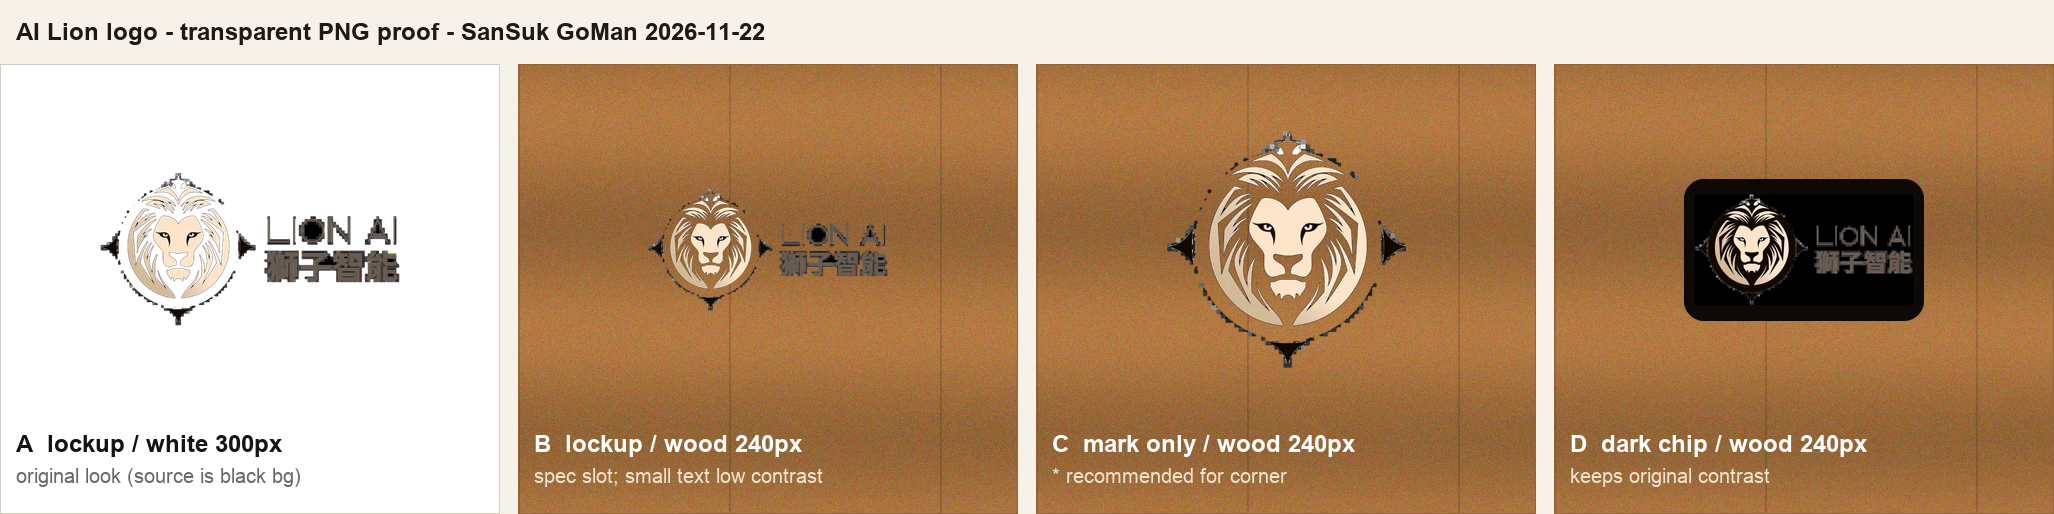 AI Lion logo - transparent PNG proof - SanSuk GoMan 2026-11-22
LION AI
獅子智能
A lockup / white 300px
original look (source is black bg)
LION AI
獅子智能
B lockup / wood 240px
spec slot; small text low contrast
C mark only / wood 240px
* recommended for corner
LION AI
獅子智能
D dark chip / wood 240px
keeps original contrast